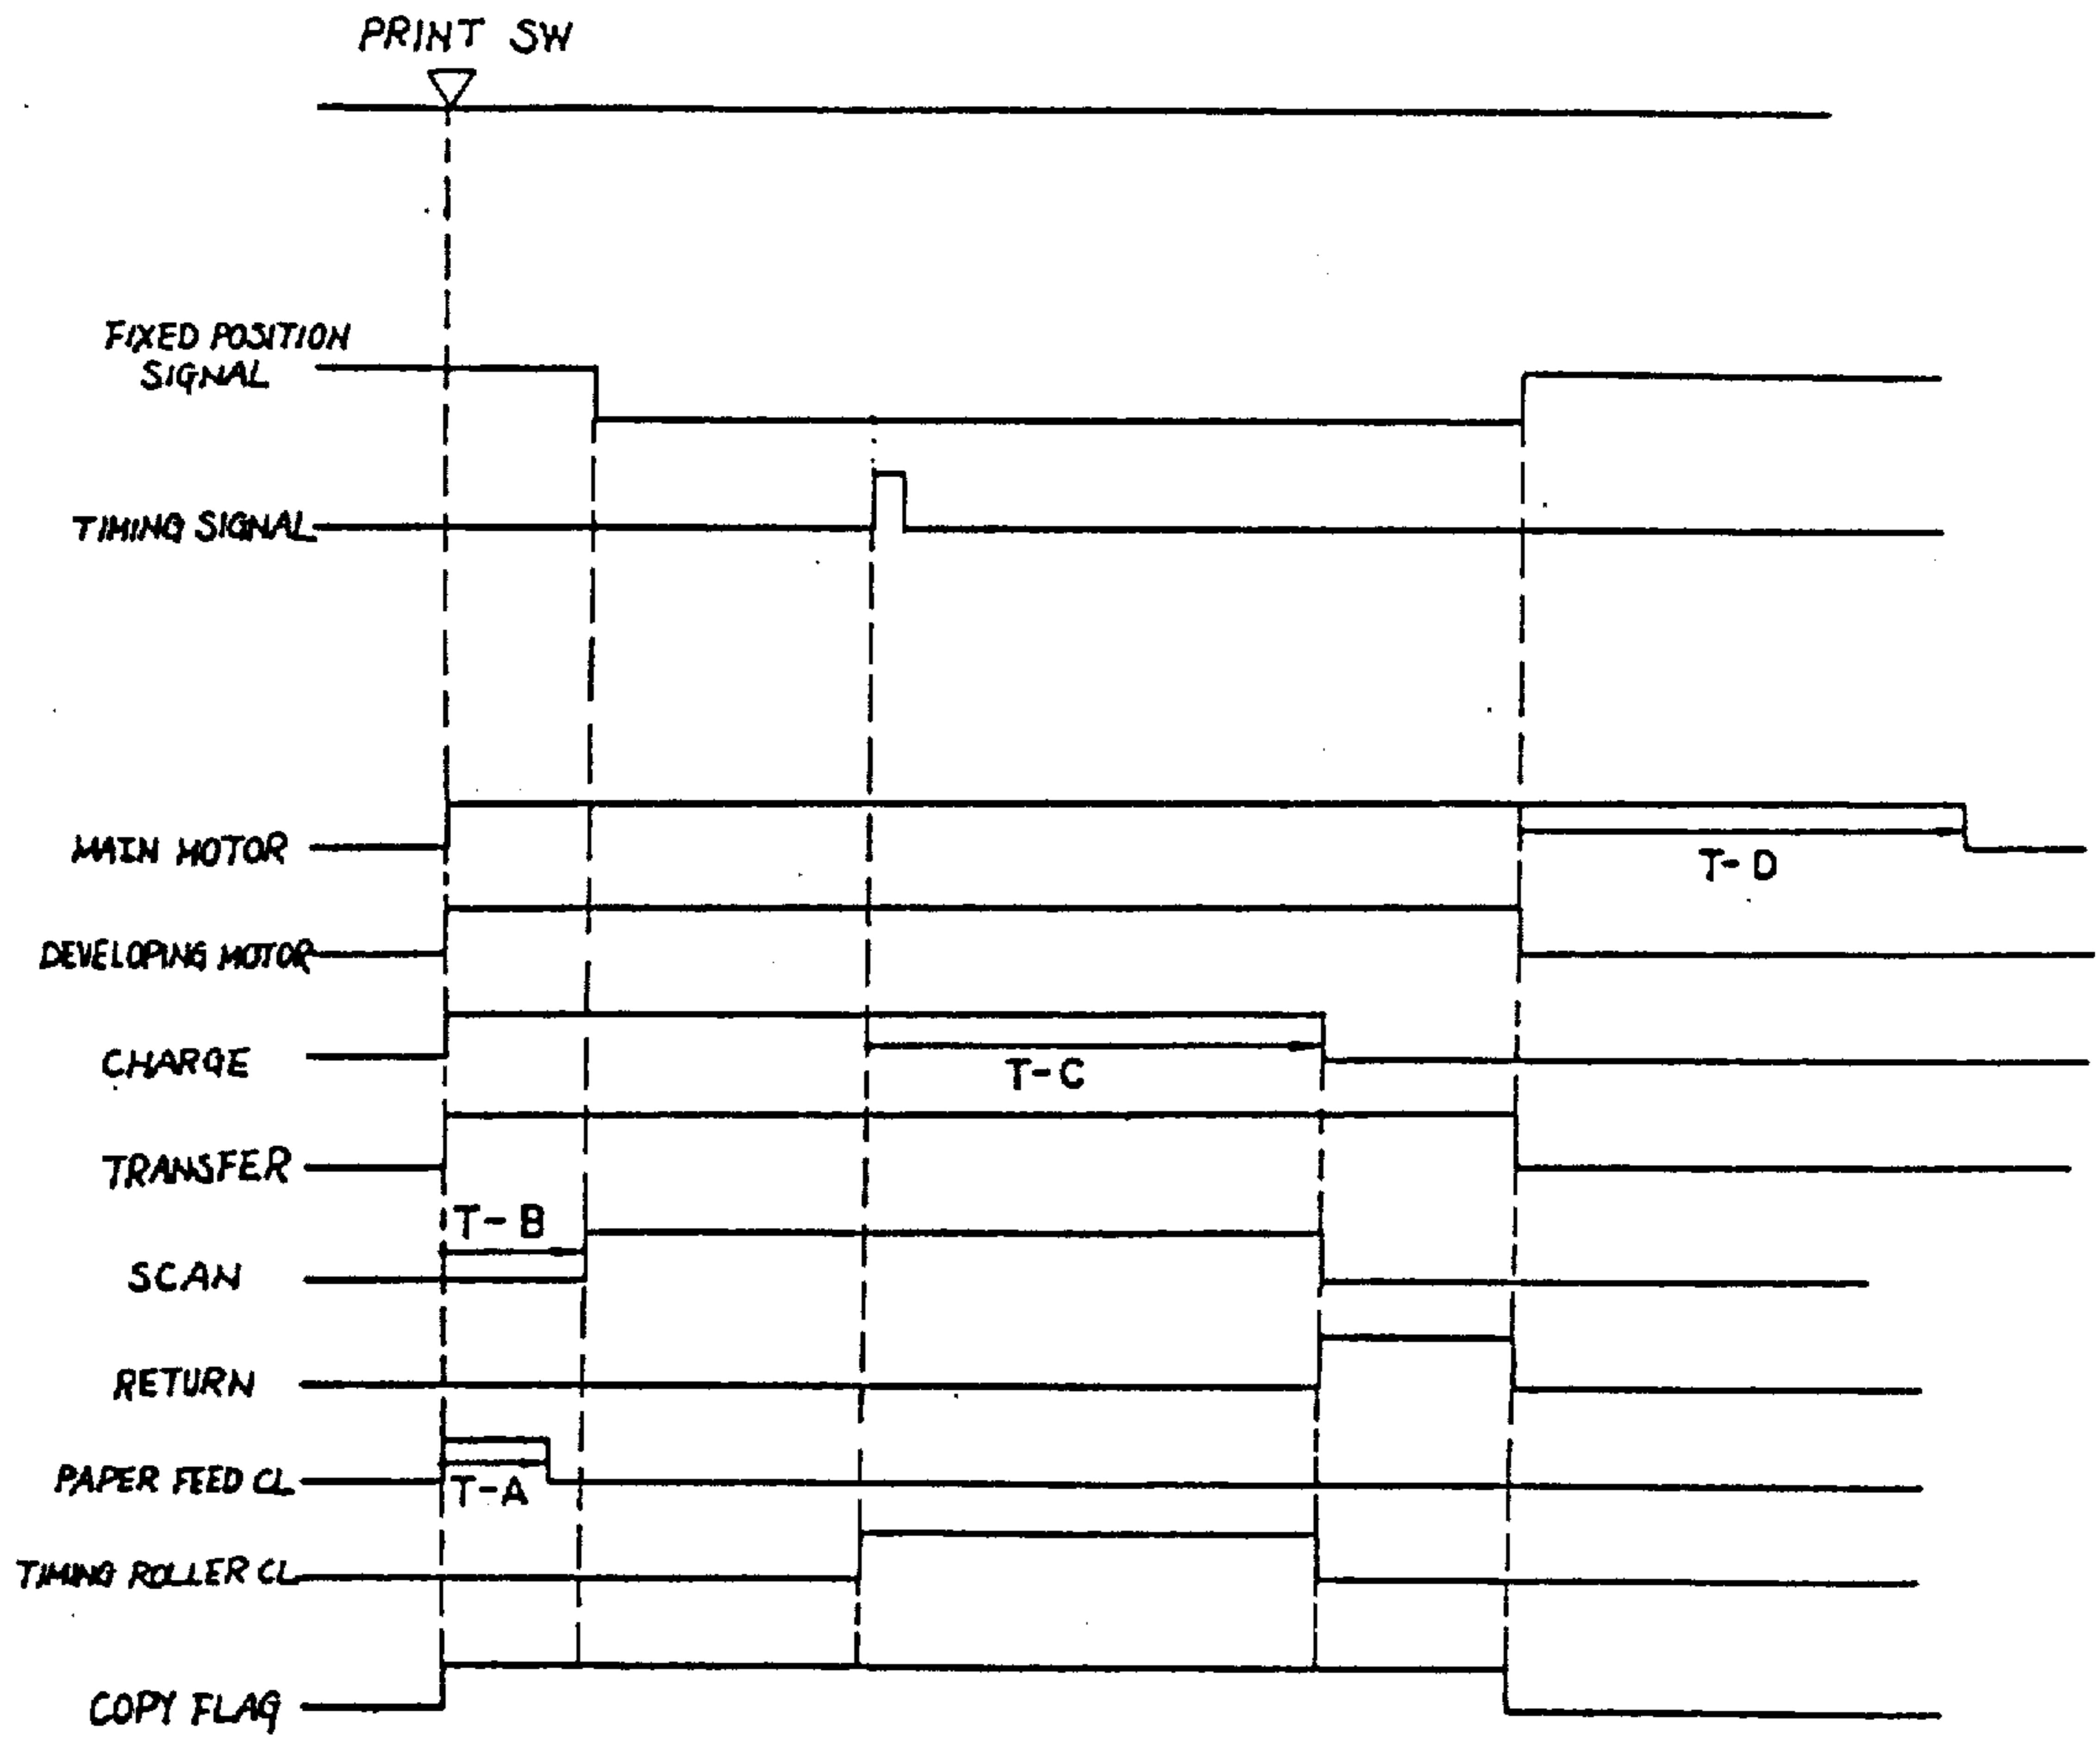 PRINT SW
FIXED POSITION
SIGNAL
TIMING SIGNAL
MAIN MOTOR
T-D
DEVELOPING MOTOR
CHARGE
T-C
TRANSFER
T-B
SCAN
RETURN
PAPER FEED CL
T-A
TIMING ROLLER CL
COPY FLAG